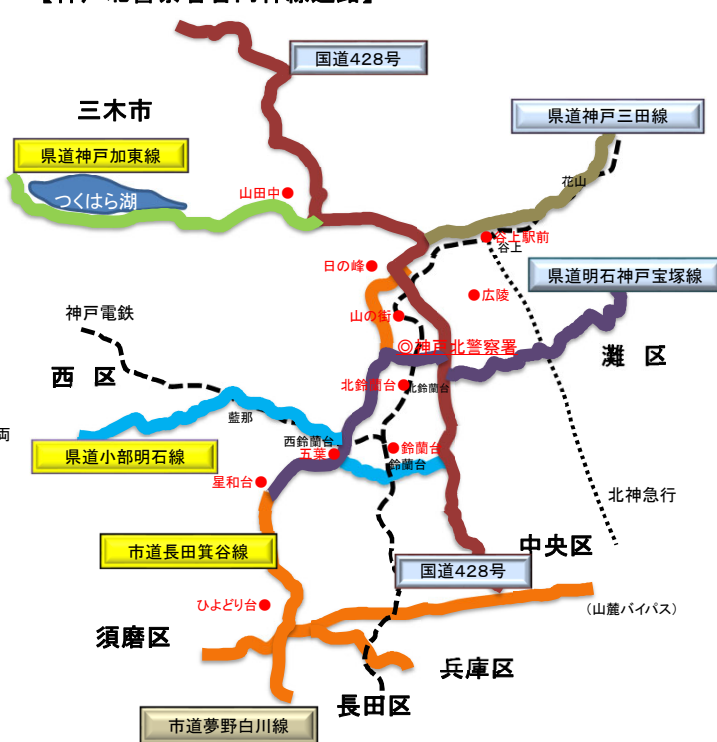 国道428号
三木市
県道神戸三田線
県道神戸加東線
花山
山田中
つくはら湖
谷上駅前
谷上
日の峰
県道明石神戸宝塚線
広陵
神戸電鉄
山の街
◎神戸北警察署
灘 区
西 区
北鈴蘭台
北鈴蘭台
藍那
両
西鈴蘭台
県道小部明石線
五葉
鈴蘭台
鈴蘭台
星和台
北神急行
市道長田箕谷線
中央区
国道428号
ひよどり台
(山麓バイパス)
須磨区
兵庫区
長田区
市道夢野白川線